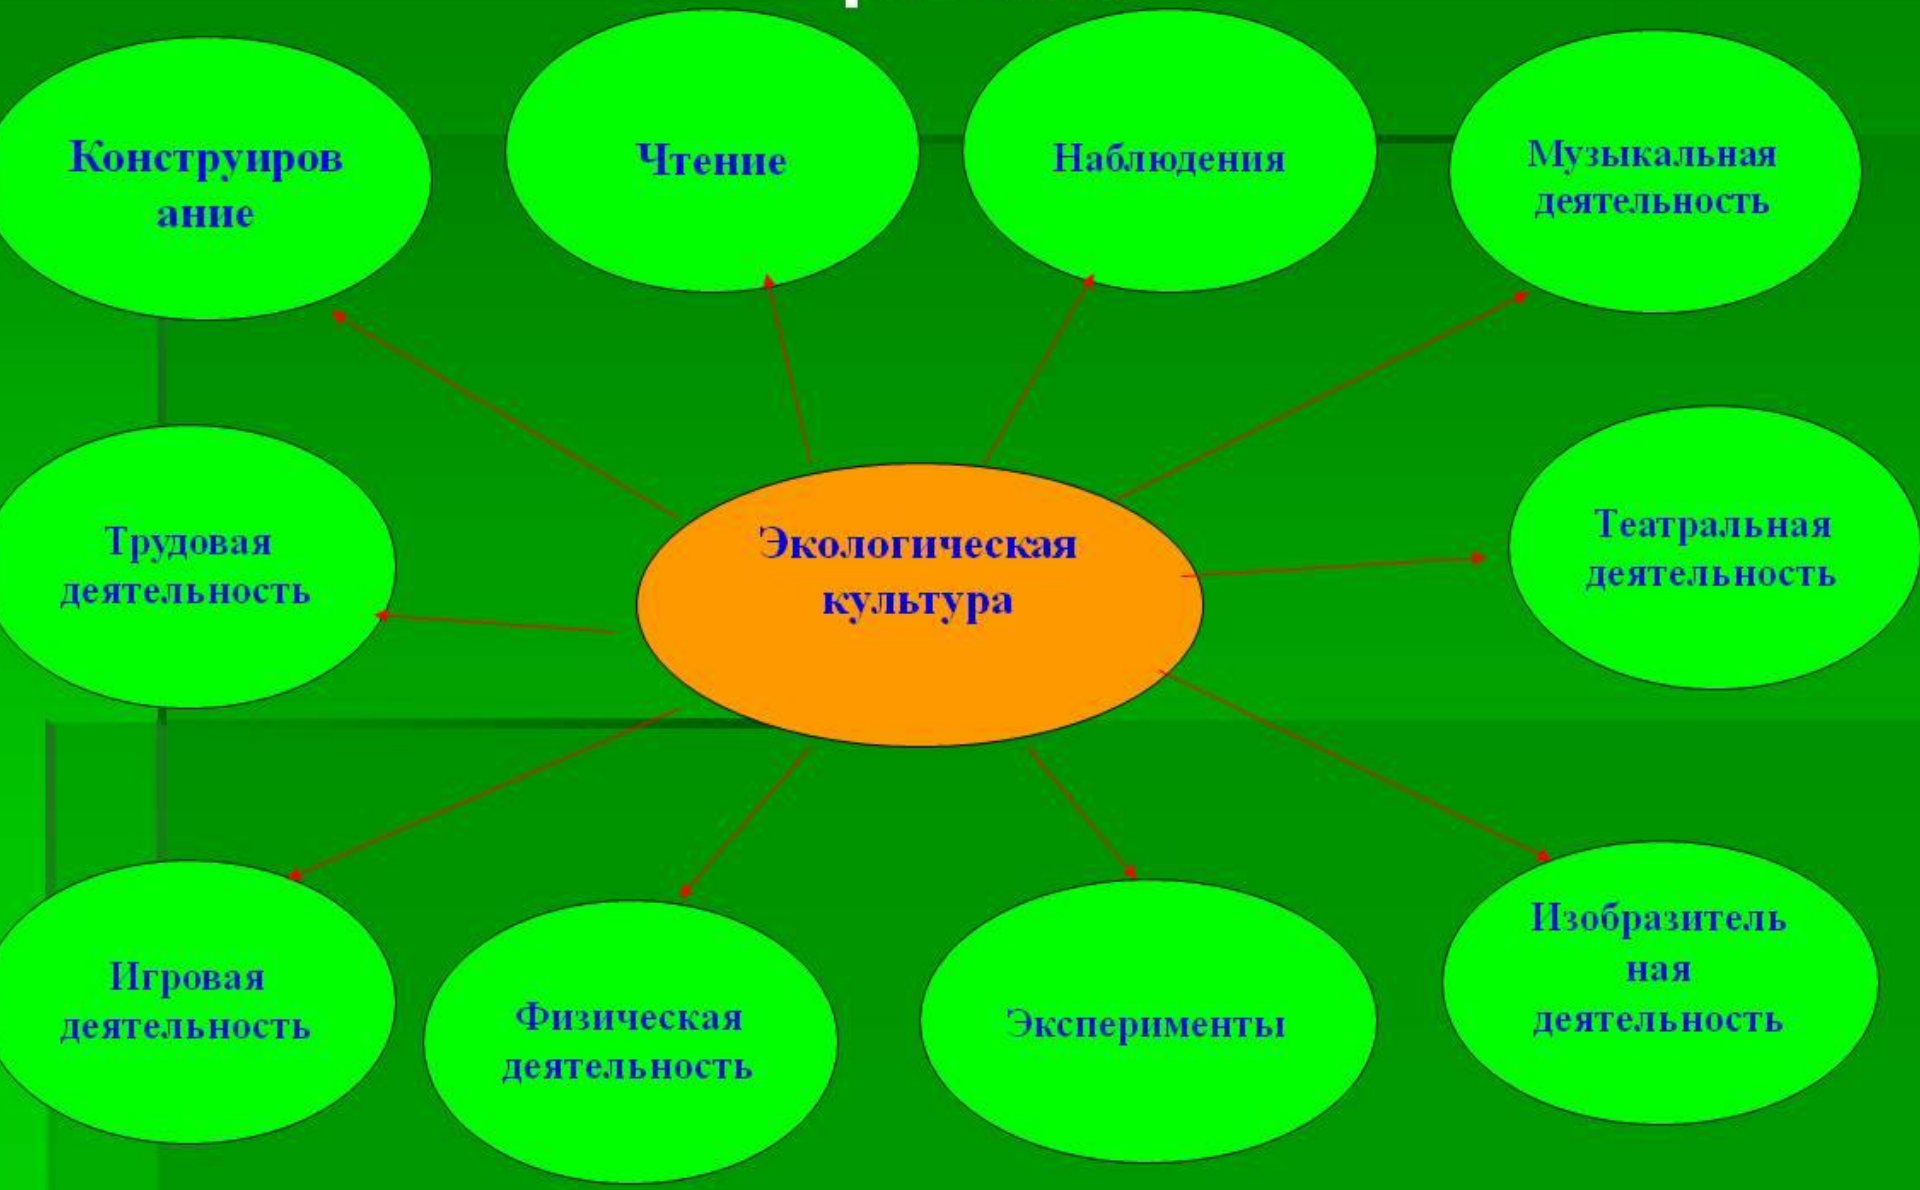 Конструиров
ание
Чтение
Наблюдения
Музыкальная
деятельность
Трудовая
деятельность
Экологическая
культура
Театральная
деятельность
Игровая
деятельность
Физическая
деятельность
Эксперименты
Изобразитель
ная
деятельность